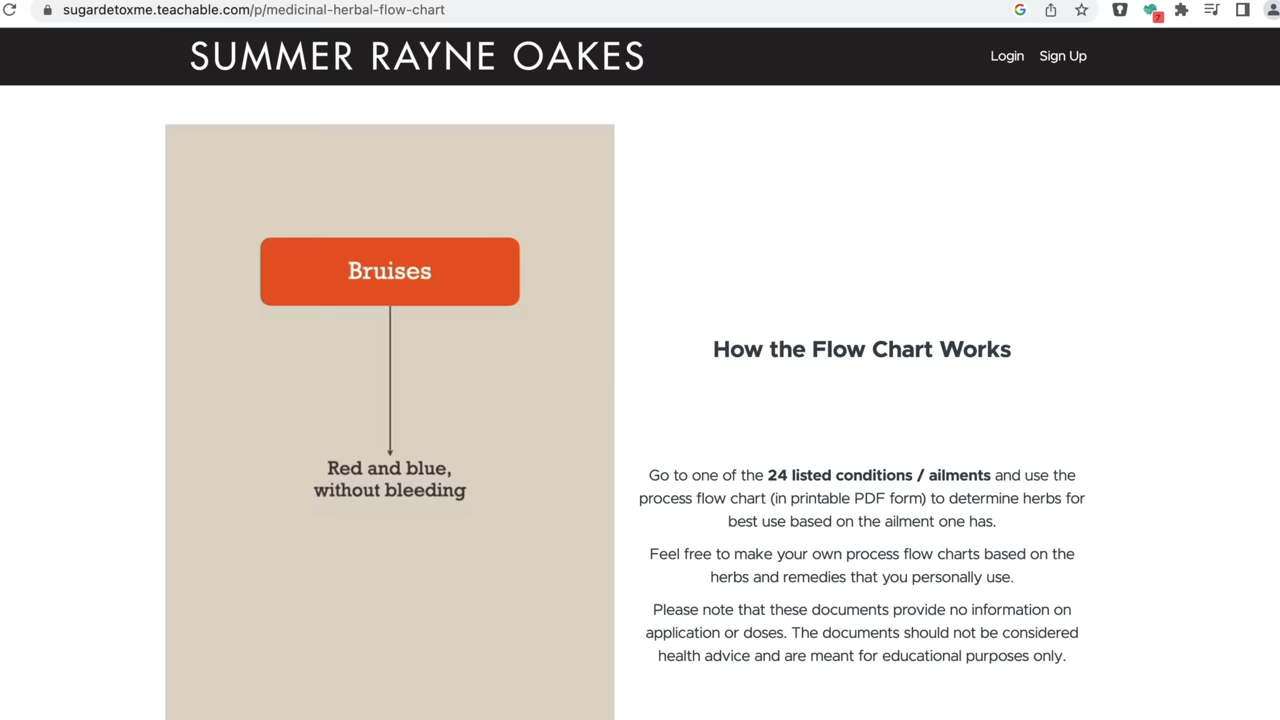 sugardetoxme.teachable.com/p/medicinal-herbal-flow-chart
7
SUMMER RAYNE OAKES
Login Sign Up
Bruises
Red and blue,
without bleeding
How the Flow Chart Works
Go to one of the 24 listed conditions / ailments and use the
process flow chart (in printable PDF form) to determine herbs for
best use based on the ailment one has.
Feel free to make your own process flow charts based on the
herbs and remedies that you personally use.
Please note that these documents provide no information on
application or doses. The documents should not be considered
health advice and are meant for educational purposes only.